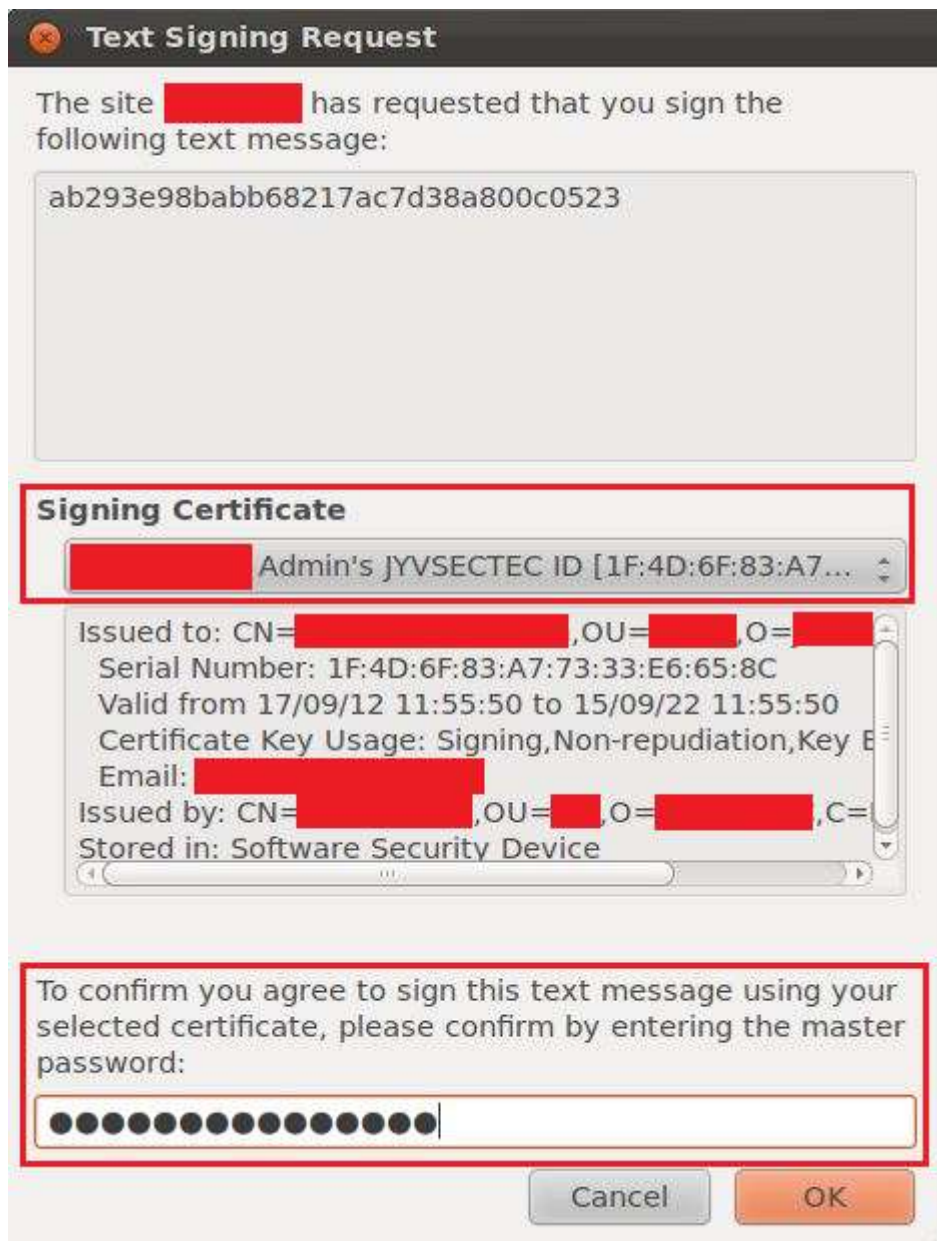 Text Signing Request
The site has requested that you sign the
following text message:
ab293e98babb68217ac7d38a800c0523
Signing Certificate
Admin's JYVSECTEC ID [1F:4D:6F:83:A7...
Issued to: CN= ,OU= ,O=
Serial Number: 1F:4D:6F:83:A7:73:33:E6:65:8C
Valid from 17/09/12 11:55:50 to 15/09/22 11:55:50
Certificate Key Usage: Signing,Non-repudiation,Key E
Email:
Issued by: CN= ,OU= ,O= ,C=
Stored in: Software Security Device
To confirm you agree to sign this text message using your
selected certificate, please confirm by entering the master
password:
●●●●●●●●●●●●●●●
Cancel OK